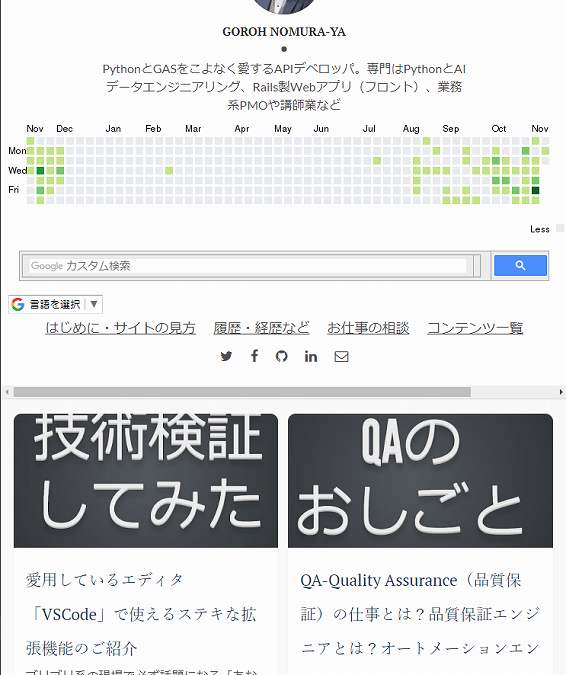 GOROH NOMURA-YA
PythonとGASをこよなく愛するAPIデベロッパ。専門はPythonとAI
データエンジニアリング、Rails製Webアプリ（フロント）、業務
系PMOや講師業など
Nov Dec Jan Feb Mar Apr May Jun Jul Aug Sep Oct Nov
Mon
Wed
Fri
Less
Google カスタム検索
G 言語を選択 ▼
はじめに・サイトの見方 履歴・経歴など お仕事の相談 コンテンツ一覧
技術検証
してみた
QAの
おしごと
愛用しているエディタ
「VSCode」で使えるステキな拡
張機能のご紹介
QA-Quality Assurance（品質保
証）の仕事とは？品質保証エンジ
ニアとは？オートメーションエン